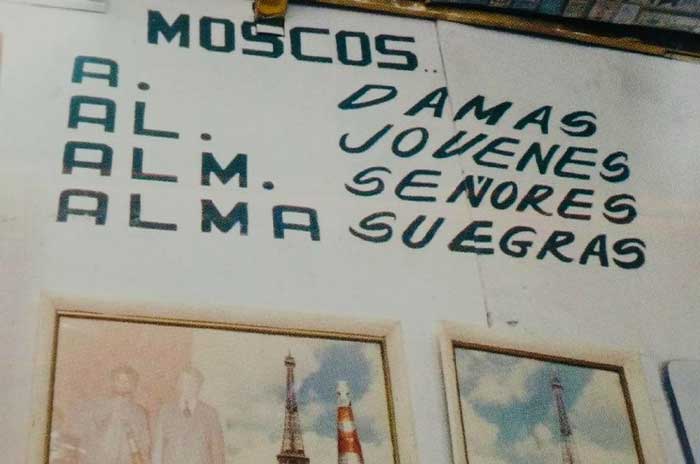 MOSCOS..
A. DAMAS
AL. JOVENES
ALM. SEÑORES
ALMA SUEGRAS